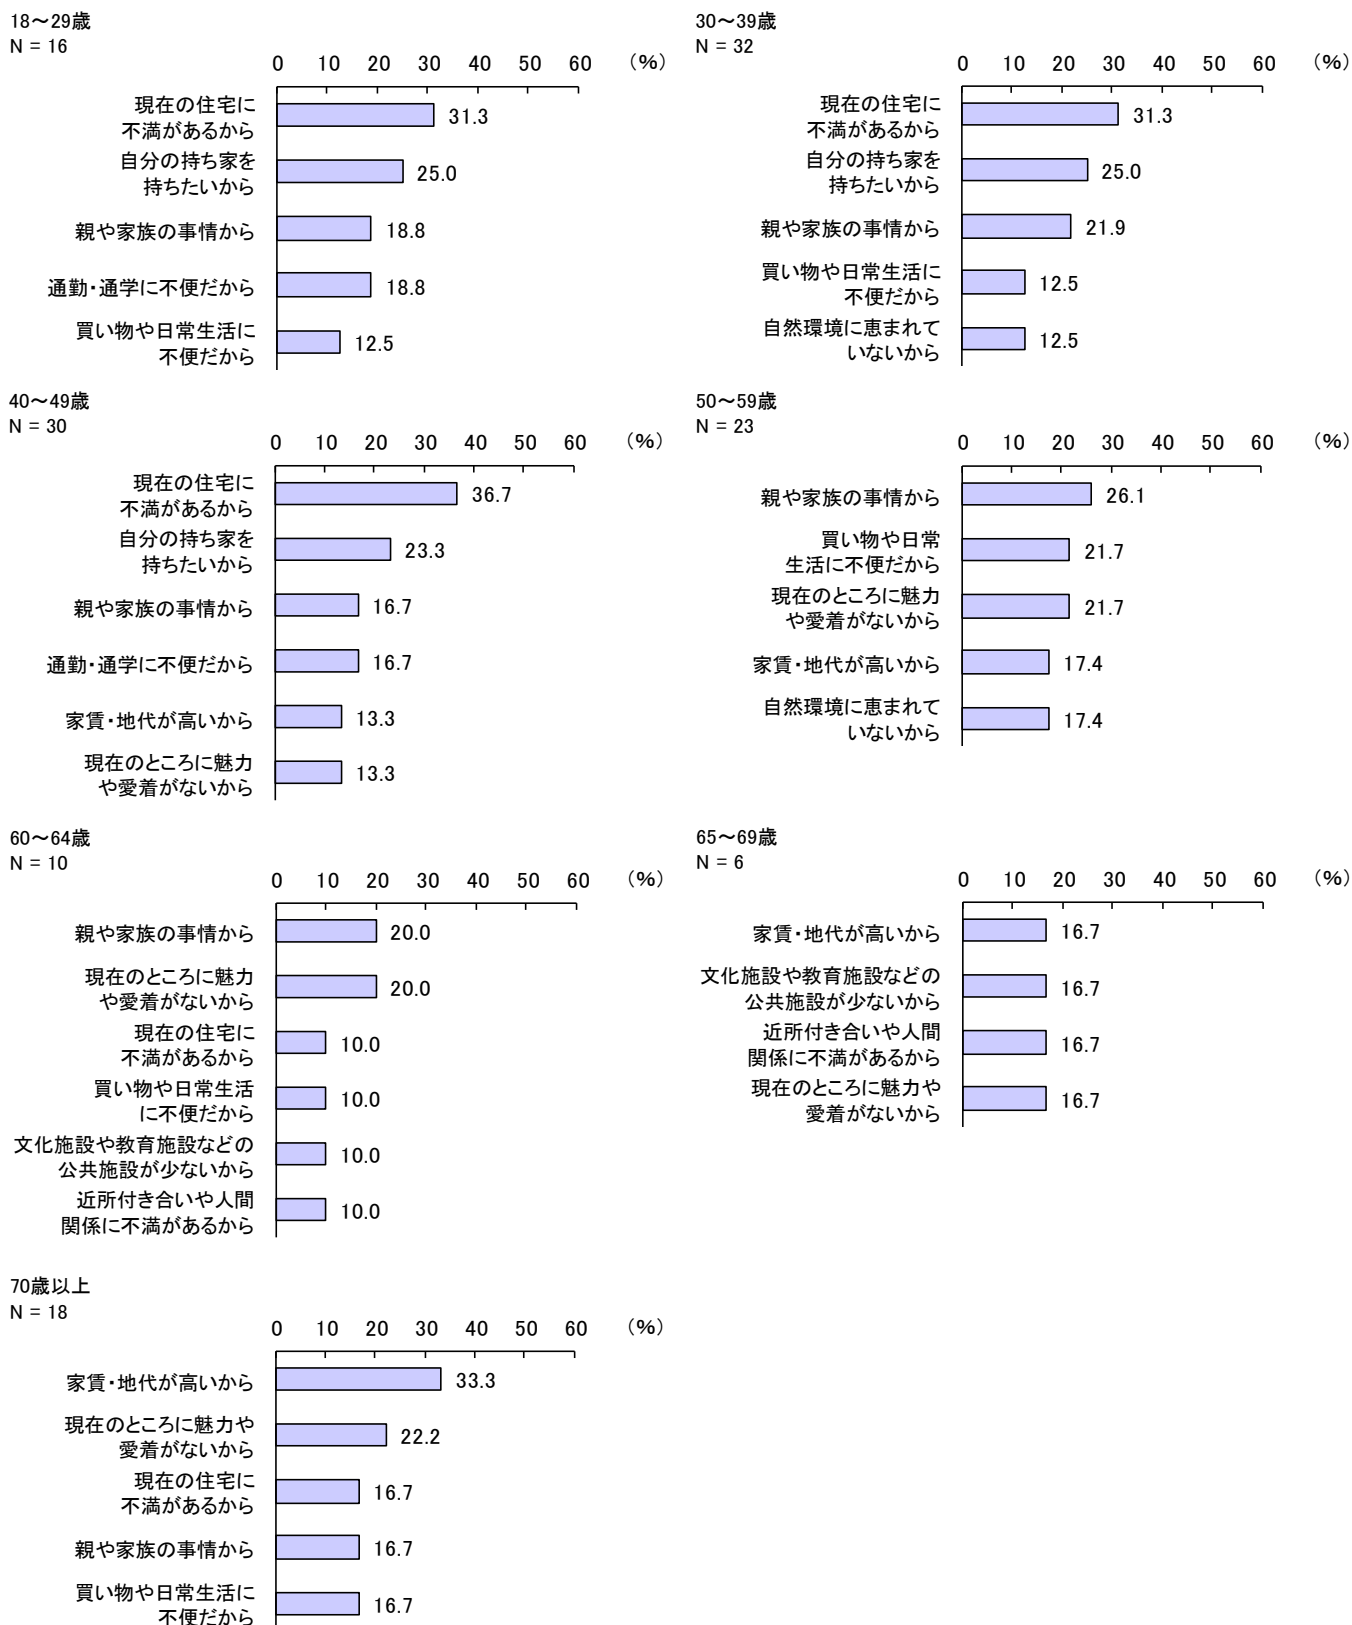 18～29歳
N = 16
0 10 20 30 40 50 60 （%）
現在の住宅に
不満があるから
31.3
自分の持ち家を
持ちたいから
25.0
親や家族の事情から
18.8
通勤・通学に不便だから
18.8
買い物や日常生活に
不便だから
12.5
30～39歳
N = 32
0 10 20 30 40 50 60 （%）
現在の住宅に
不満があるから
31.3
自分の持ち家を
持ちたいから
25.0
親や家族の事情から
21.9
買い物や日常生活に
不便だから
12.5
自然環境に恵まれて
いないから
12.5
40～49歳
N = 30
0 10 20 30 40 50 60 （%）
現在の住宅に
不満があるから
36.7
自分の持ち家を
持ちたいから
23.3
親や家族の事情から
16.7
通勤・通学に不便だから
16.7
家賃・地代が高いから
13.3
現在のところに魅力
や愛着がないから
13.3
50～59歳
N = 23
0 10 20 30 40 50 60 （%）
親や家族の事情から
26.1
買い物や日常
生活に不便だから
21.7
現在のところに魅力
や愛着がないから
21.7
家賃・地代が高いから
17.4
自然環境に恵まれて
いないから
17.4
60～64歳
N = 10
0 10 20 30 40 50 60 （%）
親や家族の事情から
20.0
現在のところに魅力
や愛着がないから
20.0
現在の住宅に
不満があるから
10.0
買い物や日常生活
に不便だから
10.0
文化施設や教育施設などの
公共施設が少ないから
10.0
近所付き合いや人間
関係に不満があるから
10.0
65～69歳
N = 6
0 10 20 30 40 50 60 （%）
家賃・地代が高いから
16.7
文化施設や教育施設などの
公共施設が少ないから
16.7
近所付き合いや人間
関係に不満があるから
16.7
現在のところに魅力や
愛着がないから
16.7
70歳以上
N = 18
0 10 20 30 40 50 60 （%）
家賃・地代が高いから
33.3
現在のところに魅力や
愛着がないから
22.2
現在の住宅に
不満があるから
16.7
親や家族の事情から
16.7
買い物や日常生活に
不便だから
16.7